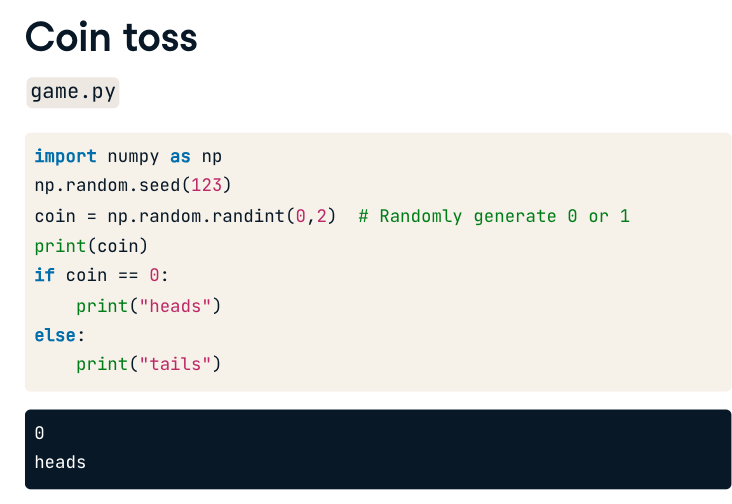 Coin toss
game.py
import numpy as np
np.random.seed(123)
coin = np.random.randint(0,2)  # Randomly generate 0 or 1
print(coin)
if coin == 0:
    print("heads")
else:
    print("tails")
0
heads